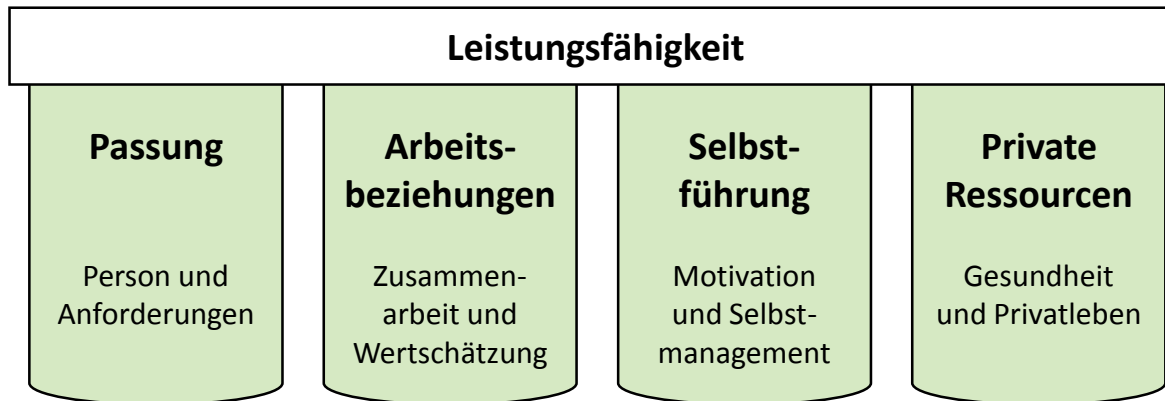 Leistungsfähigkeit
Passung
Person und
Anforderungen
Arbeits-
beziehungen
Zusammen-
arbeit und
Wertschätzung
Selbst-
führung
Motivation
und Selbst-
management
Private
Ressourcen
Gesundheit
und Privatleben